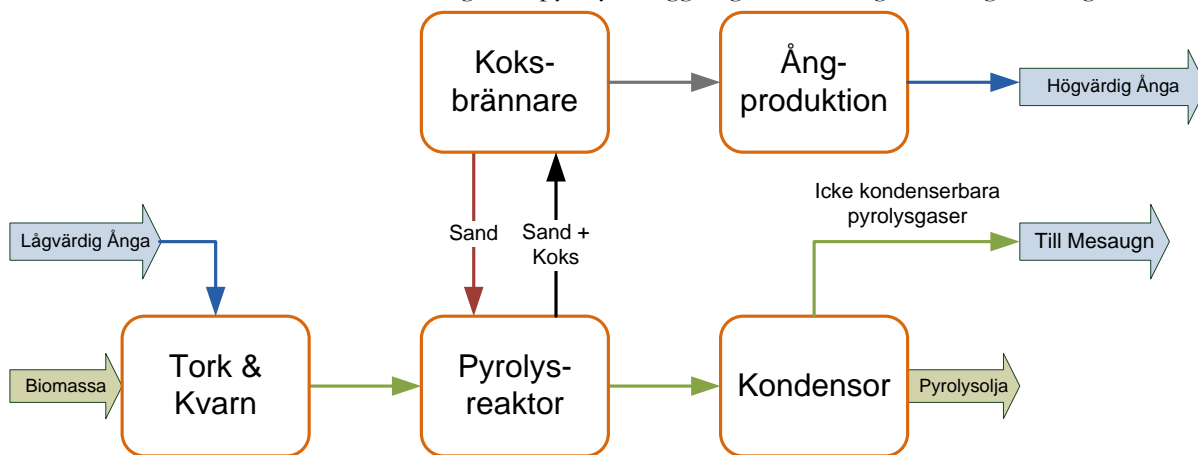 Koks-
brännare
Ång-
produktion
Högvärdig Ånga
Icke kondenserbara
pyrolysgaser
Lågvärdig Ånga
Sand
Sand +
Koks
Till Mesaugn
Biomassa
Tork &
Kvarn
Pyrolys-
reaktor
Kondensor
Pyrolysolja